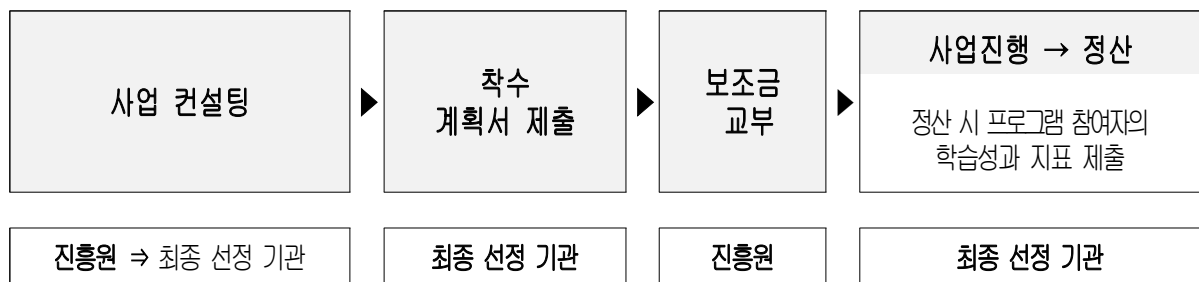 사업 컨설팅
▶
착수
계획서 제출
▶
보조금
교부
▶
사업진행 → 정산
정산 시 프로그램 참여자의
학습성과 지표 제출
진흥원 ⇒ 최종 선정 기관
최종 선정 기관
진흥원
최종 선정 기관